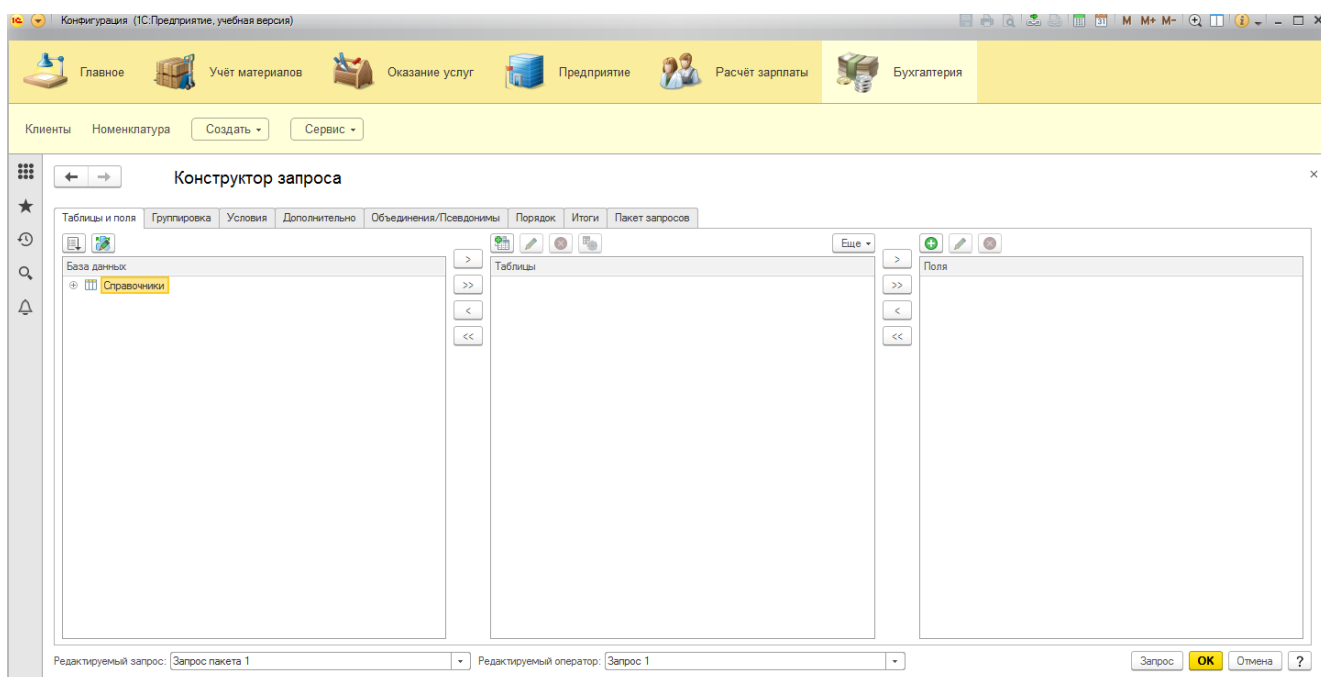 Конфигурация (1С:Предприятие, учебная версия)
M M+ M-
Главное Учёт материалов Оказание услуг Предприятие Расчёт зарплаты Бухгалтерия
Клиенты Номенклатура Создать Сервис
Конструктор запроса
Таблицы и поля Группировка Условия Дополнительно Объединения/Псевдонимы Порядок Итоги Пакет запросов
Еще
База данных > Таблицы > Поля
Справочники >> >>
< <
<< <<
Редактируемый запрос: Запрос пакета 1 Редактируемый оператор: Запрос 1 Запрос ОК Отмена ?